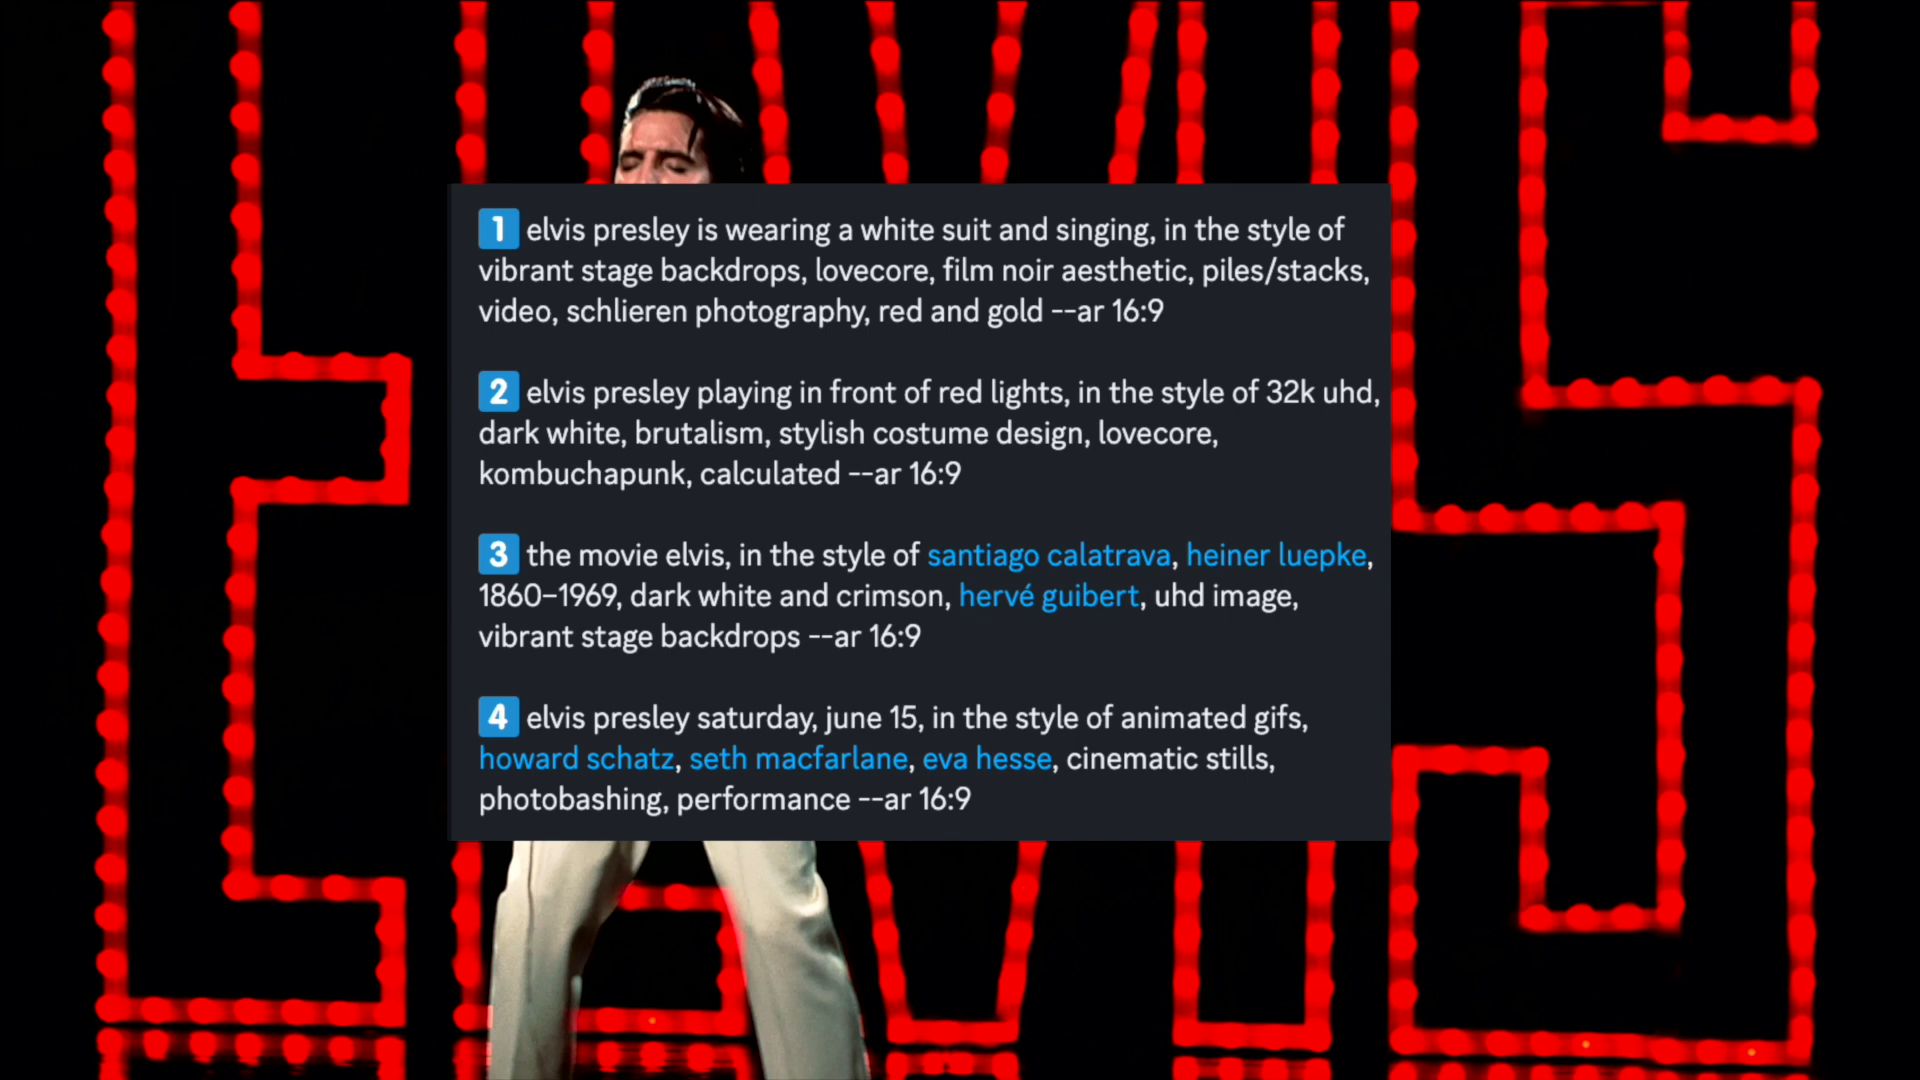 ELVIS
1 elvis presley is wearing a white suit and singing, in the style of
vibrant stage backdrops, lovecore, film noir aesthetic, piles/stacks,
video, schlieren photography, red and gold --ar 16:9
2 elvis presley playing in front of red lights, in the style of 32k uhd,
dark white, brutalism, stylish costume design, lovecore,
kombuchapunk, calculated --ar 16:9
3 the movie elvis, in the style of santiago calatrava, heiner luepke,
1860–1969, dark white and crimson, hervé guibert, uhd image,
vibrant stage backdrops --ar 16:9
4 elvis presley saturday, june 15, in the style of animated gifs,
howard schatz, seth macfarlane, eva hesse, cinematic stills,
photobashing, performance --ar 16:9